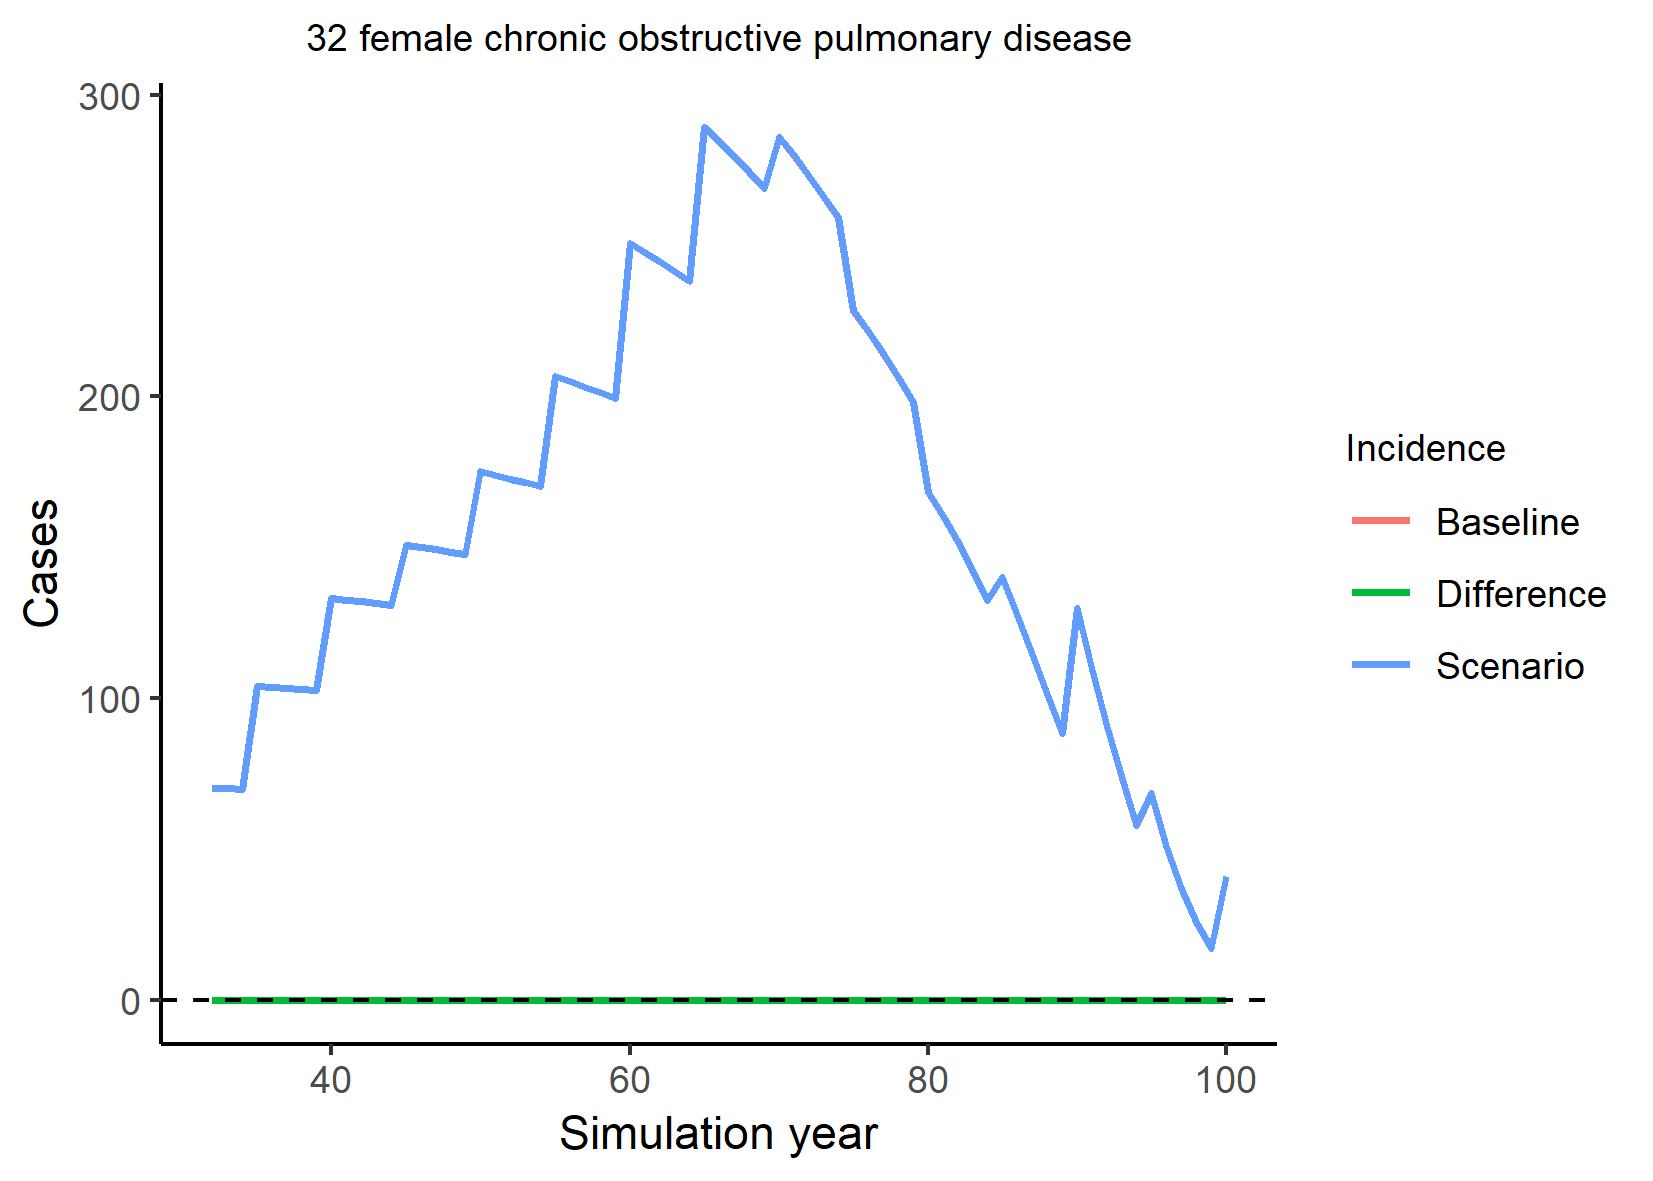 32 female chronic obstructive pulmonary disease
300
200
100
0
Cases
40 60 80 100
Simulation year
Incidence
Baseline
Difference
Scenario